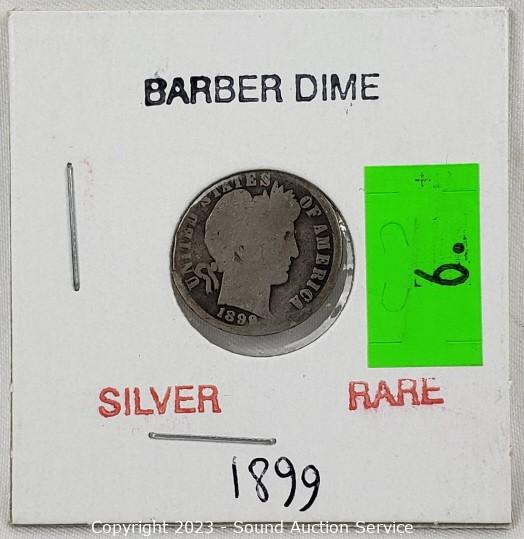 BARBER DIME
UNITED STATES OF AMERICA
1899
6.
SILVER RARE
1899
Copyright 2023 - Sound Auction Service